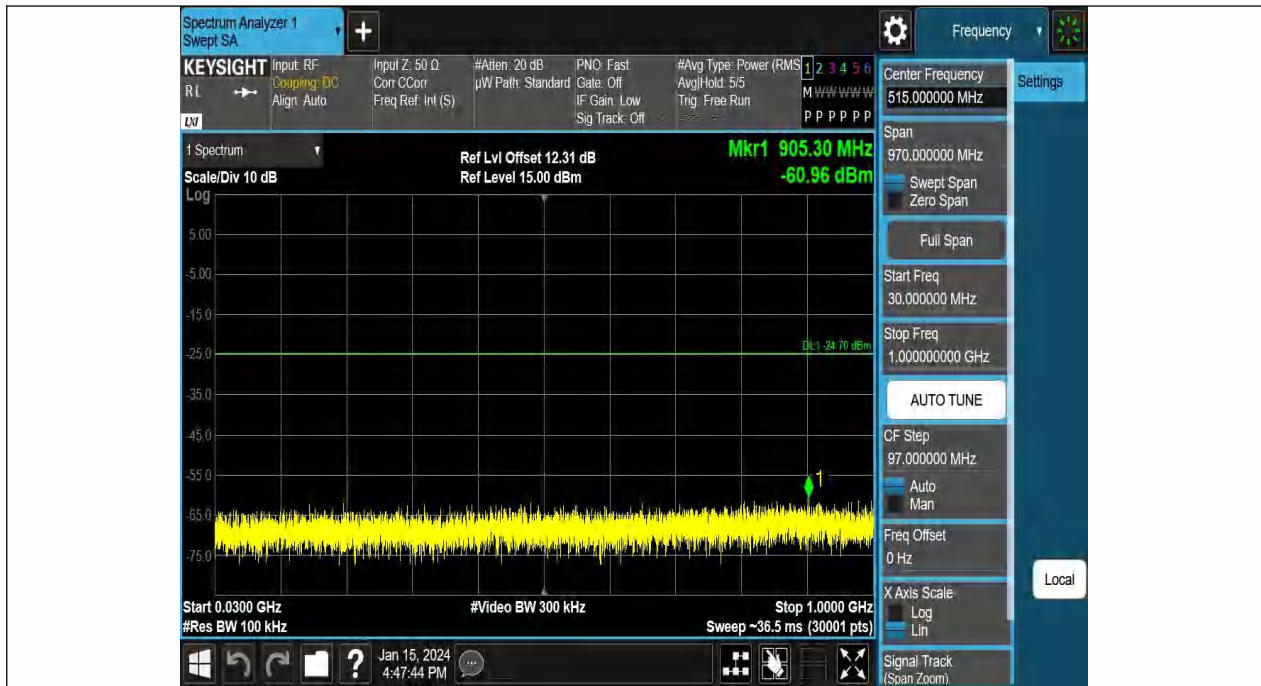 Spectrum Analyzer 1
Swept SA
Frequency
KEYSIGHT
RL
LXI
Input: RF
Coupling: DC
Align: Auto
Input Z: 50 Ω
Corr CCorr
Freq Ref: Int (S)
#Atten: 20 dB
µW Path: Standard
PNO: Fast
Gate: Off
IF Gain: Low
Sig Track: Off
#Avg Type: Power (RMS
Avg|Hold: 5/5
Trig: Free Run
1 2 3 4 5 6
M W W W W W
P P P P P P
1 Spectrum
Scale/Div 10 dB
Log
Ref Lvl Offset 12.31 dB
Ref Level 15.00 dBm
Mkr1 905.30 MHz
-60.96 dBm
5.00
-5.00
-15.0
-25.0
-35.0
-45.0
-55.0
-65.0
-75.0
DL1 -24.70 dBm
1
Start 0.0300 GHz
#Res BW 100 kHz
#Video BW 300 kHz
Stop 1.0000 GHz
Sweep ~36.5 ms (30001 pts)
Center Frequency
515.000000 MHz
Settings
Span
970.000000 MHz
Swept Span
Zero Span
Full Span
Start Freq
30.000000 MHz
Stop Freq
1.000000000 GHz
AUTO TUNE
CF Step
97.000000 MHz
Auto
Man
Freq Offset
0 Hz
X Axis Scale
Log
Lin
Local
Signal Track
(Span Zoom)
?
Jan 15, 2024
4:47:44 PM